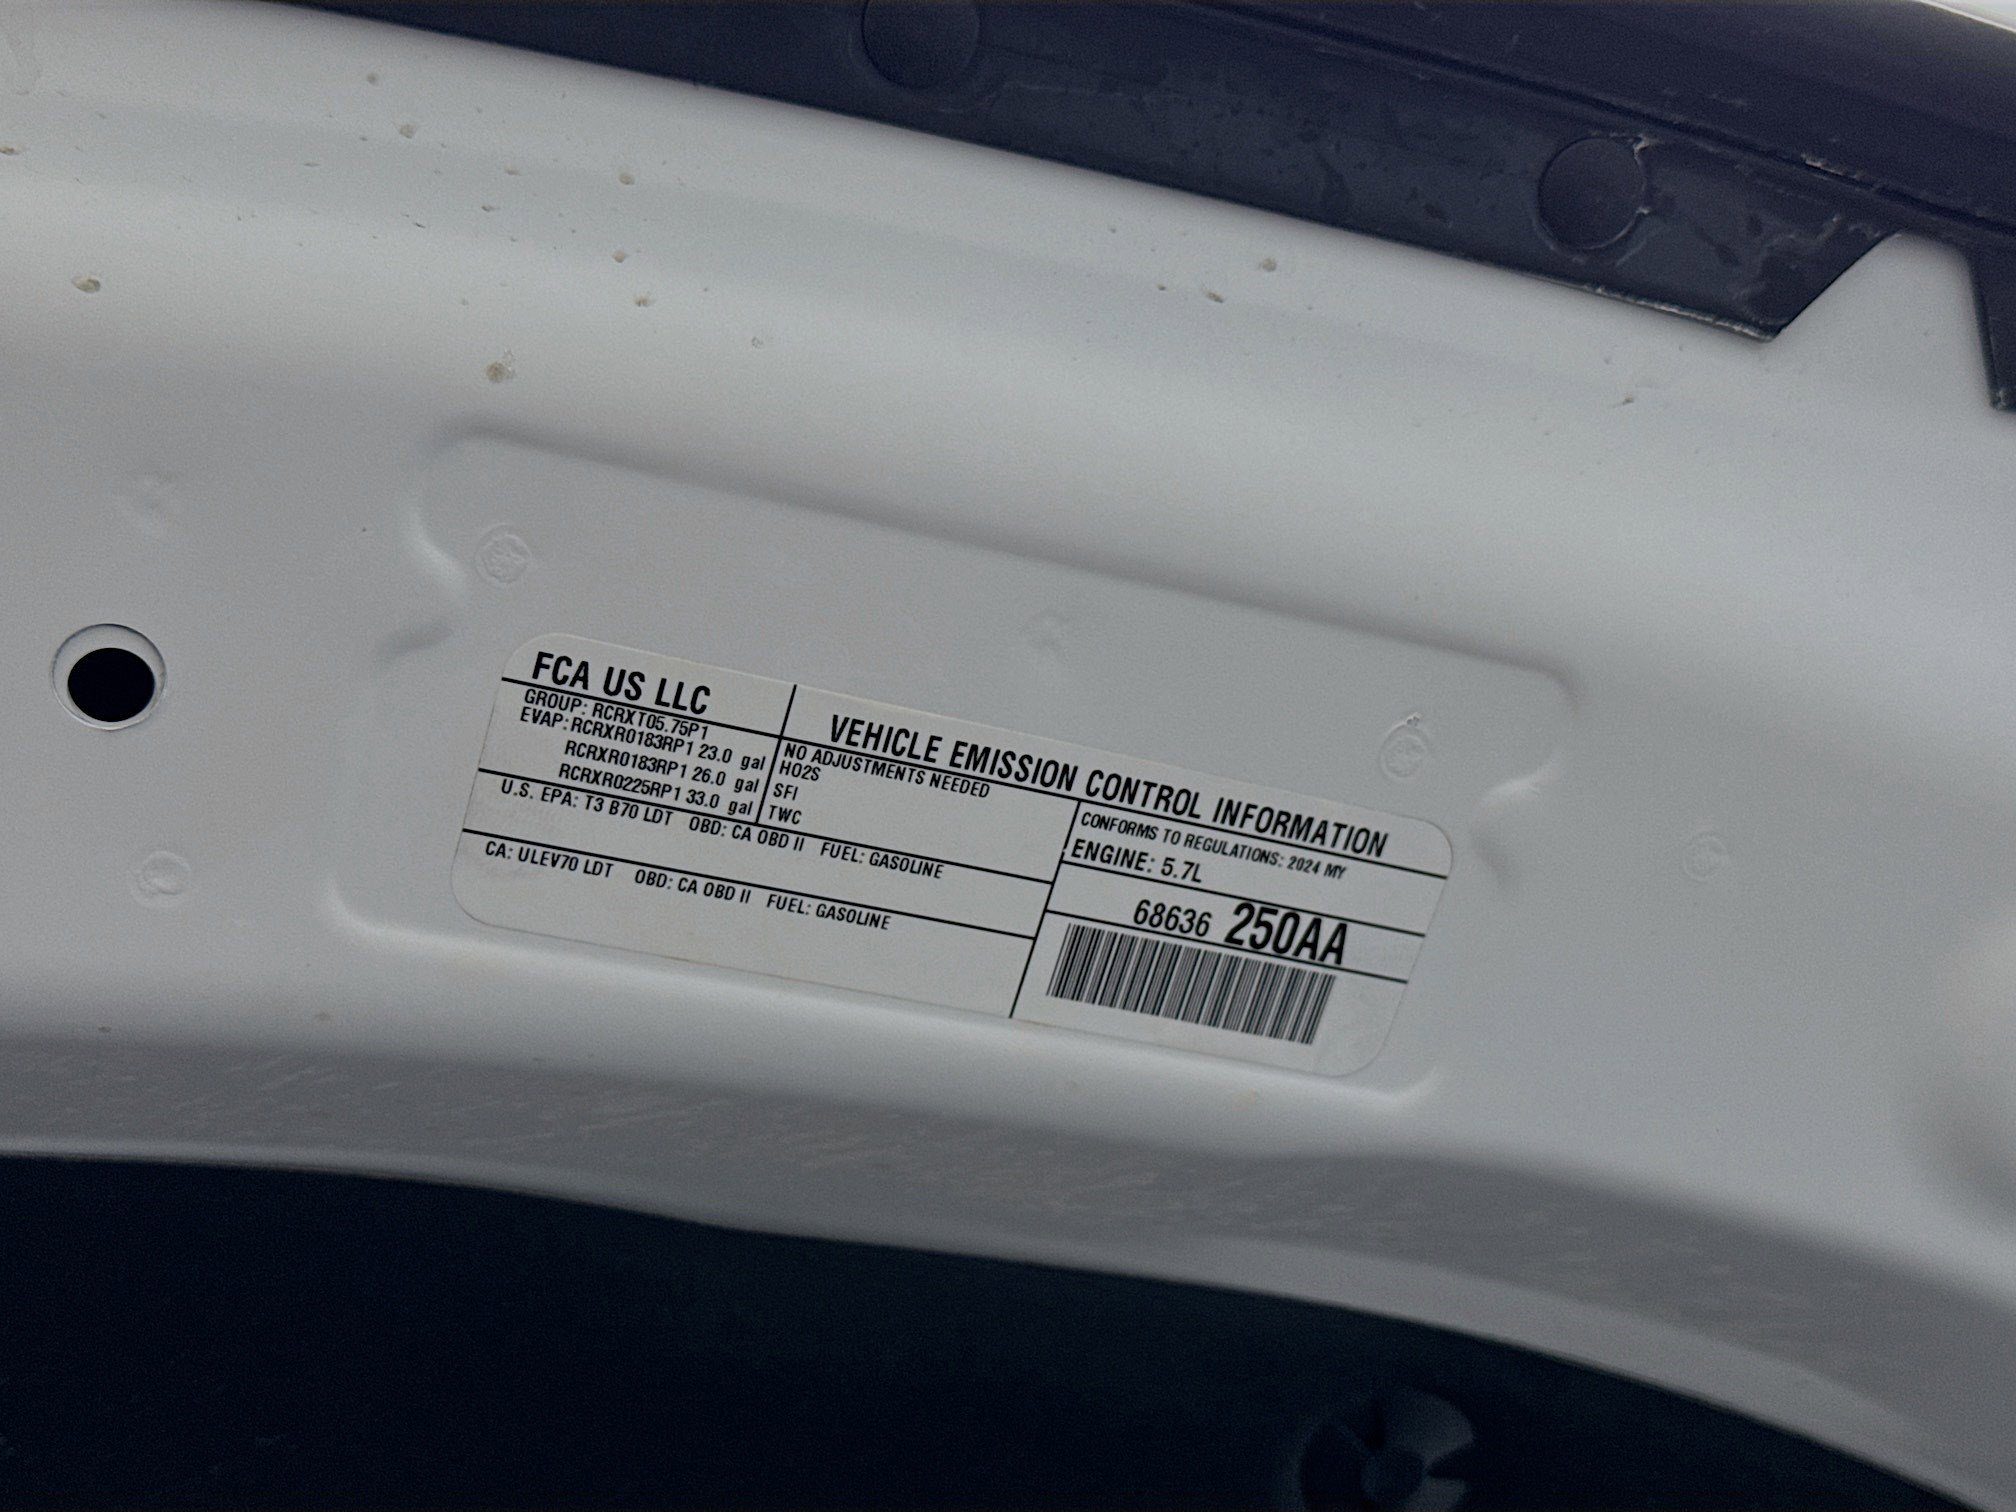 FCA US LLC
VEHICLE EMISSION CONTROL INFORMATION
GROUP: RCRXT05.75P1
EVAP: RCRXR0183RP1 23.0 gal
RCRXR0183RP1 26.0 gal
RCRXR0225RP1 33.0 gal
NO ADJUSTMENTS NEEDED
HO2S
SFI
TWC
CONFORMS TO REGULATIONS: 2024 MY
U.S. EPA: T3 B70 LDT OBD: CA OBD II FUEL: GASOLINE
CA: ULEV70 LDT OBD: CA OBD II FUEL: GASOLINE
ENGINE: 5.7L
68636 250AA